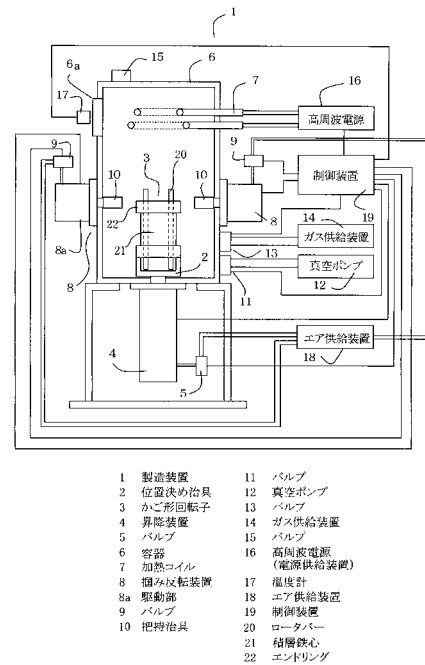 1
15
6
6a
17
7
16
高周波電源
9
9
制御装置
3
20
10
10
22
19
14
ガス供給装置
21
8
8a
8
2
13
真空ポンプ
12
11
エア供給装置
18
4
5
1 製造装置
2 位置決め治具
3 かご形回転子
4 昇降装置
5 バルブ
6 容器
7 加熱コイル
8 掴み反転装置
8a 駆動部
9 バルブ
10 把持治具
11 バルブ
12 真空ポンプ
13 バルブ
14 ガス供給装置
15 バルブ
16 高周波電源
(電源供給装置)
17 温度計
18 エア供給装置
19 制御装置
20 ロータバー
21 積層鉄心
22 エンドリング